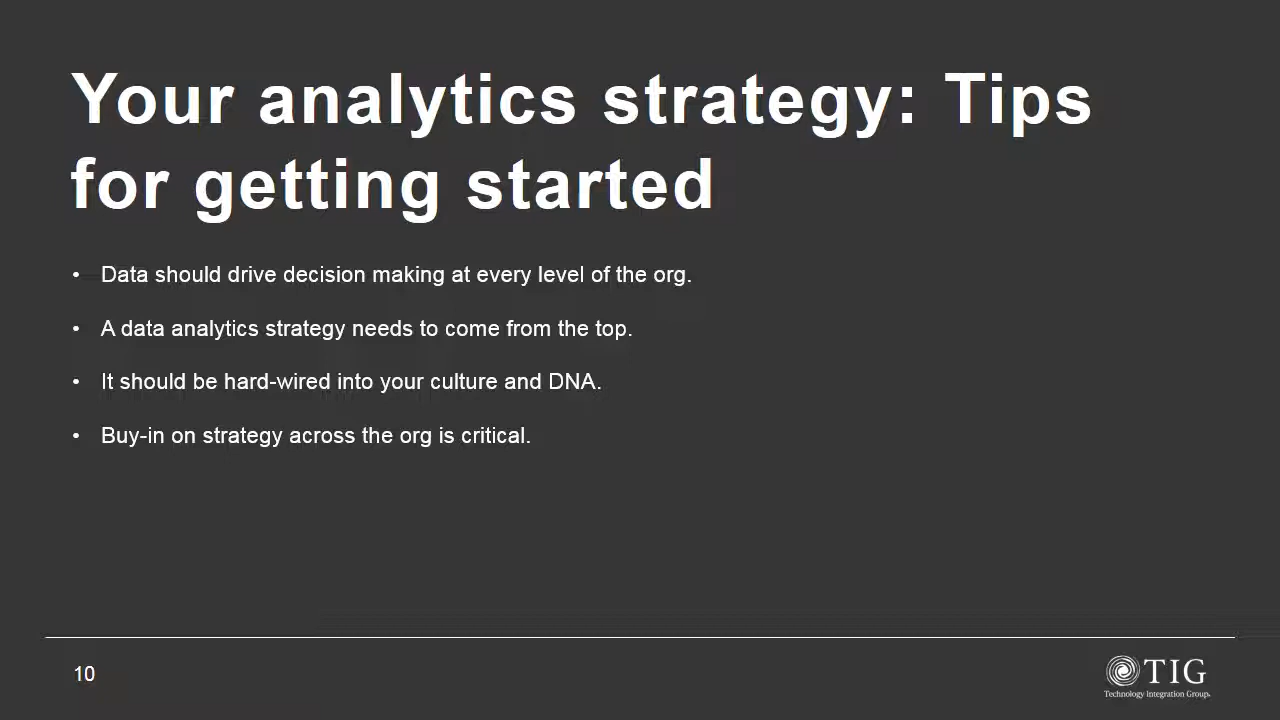 Your analytics strategy: Tips
for getting started
• Data should drive decision making at every level of the org.
• A data analytics strategy needs to come from the top.
• It should be hard-wired into your culture and DNA.
• Buy-in on strategy across the org is critical.
10
TIG
Technology Integration Group.